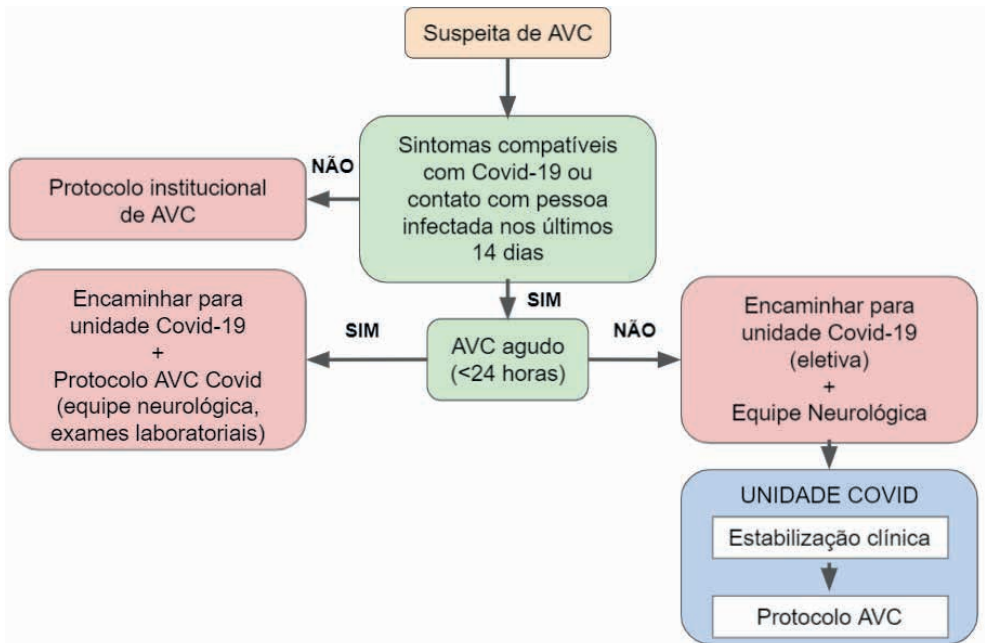 Suspeita de AVC
Sintomas compatíveis
com Covid-19 ou
contato com pessoa
infectada nos últimos
14 dias
NÃO
Protocolo institucional
de AVC
SIM
AVC agudo
(<24 horas)
SIM
Encaminhar para
unidade Covid-19
+
Protocolo AVC Covid
(equipe neurológica,
exames laboratoriais)
NÃO
Encaminhar para
unidade Covid-19
(eletiva)
+
Equipe Neurológica
UNIDADE COVID
Estabilização clínica
Protocolo AVC